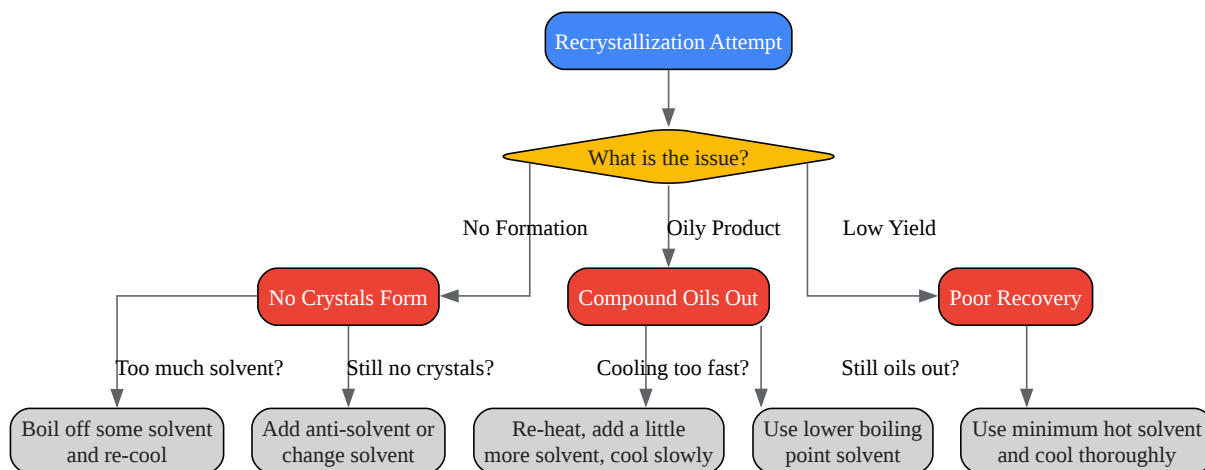 Recrystallization Attempt
What is the issue?
No Formation
Oily Product
Low Yield
No Crystals Form
Compound Oils Out
Poor Recovery
Too much solvent?
Still no crystals?
Cooling too fast?
Still oils out?
Boil off some solvent
and re-cool
Add anti-solvent or
change solvent
Re-heat, add a little
more solvent, cool slowly
Use lower boiling
point solvent
Use minimum hot solvent
and cool thoroughly